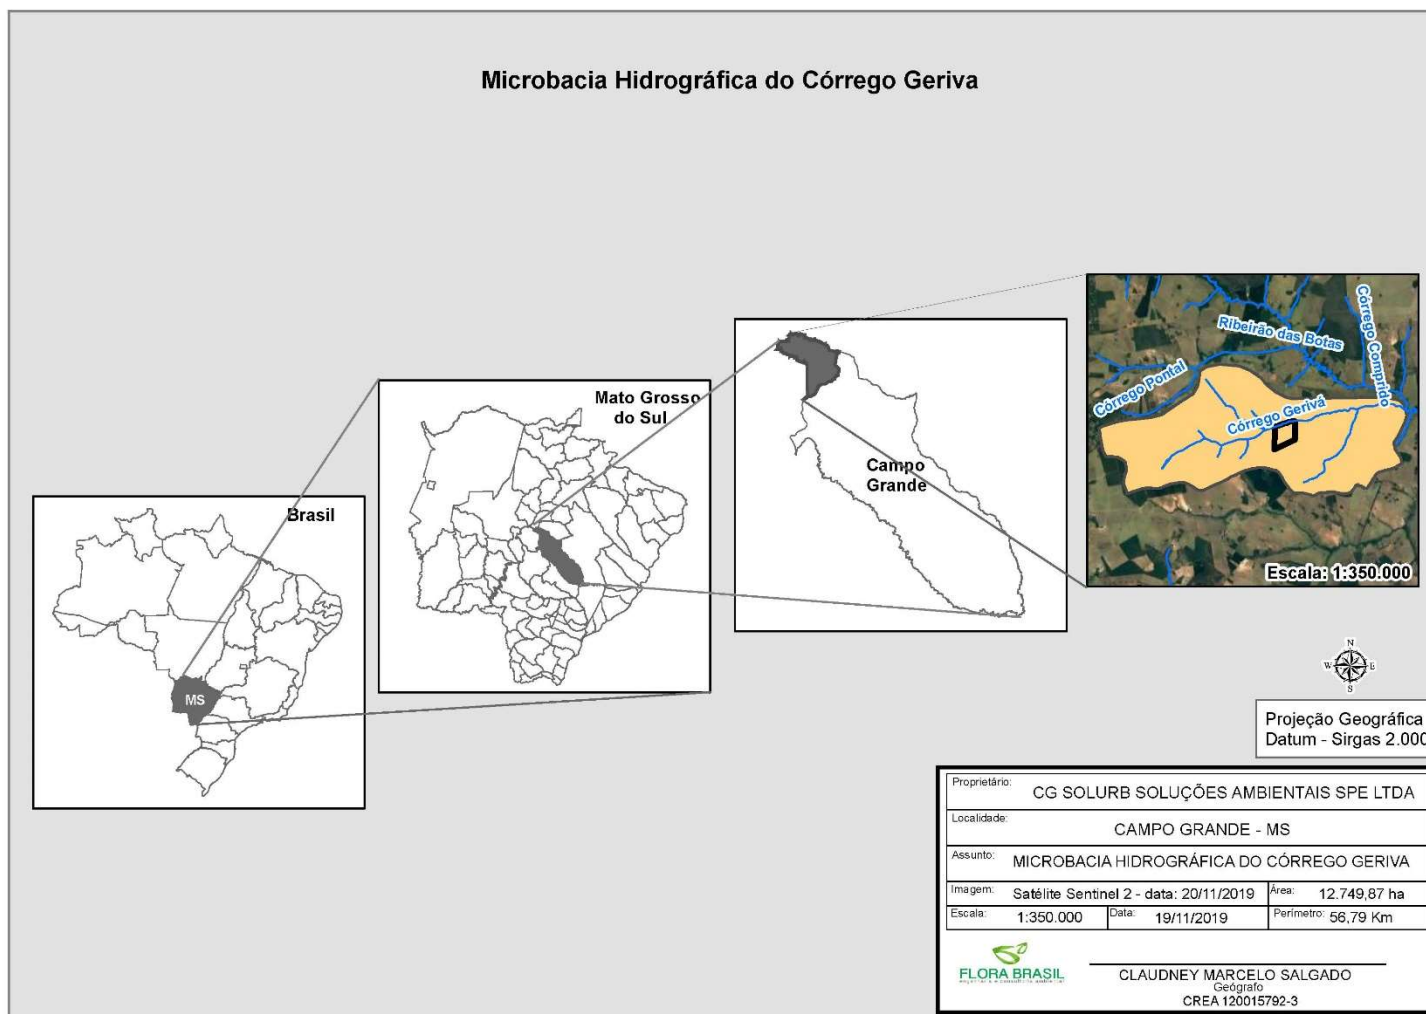 Microbacia Hidrográfica do Córrego Geriva
Brasil
MS
Mato Grosso
do Sul
Campo
Grande
Ribeirão das Botas
Córrego Comprido
Córrego Pontal
Córrego Gerivá
Escala: 1:350.000
N
W E
S
Projeção Geográfica
Datum - Sirgas 2.000
Proprietário: CG SOLURB SOLUÇÕES AMBIENTAIS SPE LTDA
Localidade: CAMPO GRANDE - MS
Assunto: MICROBACIA HIDROGRÁFICA DO CÓRREGO GERIVA
Imagem: Satélite Sentinel 2 - data: 20/11/2019 Área: 12.749,87 ha
Escala: 1:350.000 Data: 19/11/2019 Perímetro: 56,79 Km
FLORA BRASIL
engenharia e consultoria ambiental
CLAUDNEY MARCELO SALGADO
Geógrafo
CREA 120015792-3